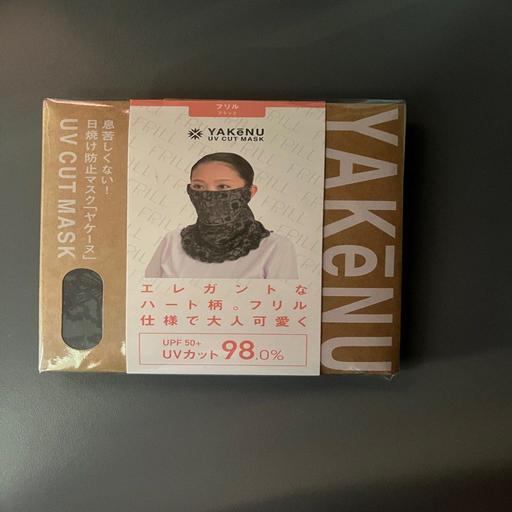 息苦しくない!
日焼け防止マスク「ヤケーヌ」
UV CUT MASK
フリル
ブラック
YAKeNU
UV CUT MASK
エレガントな
ハート柄。フリル
仕様で大人可愛く
UPF 50+
UVカット98.0%
YAKēNU
FRILL